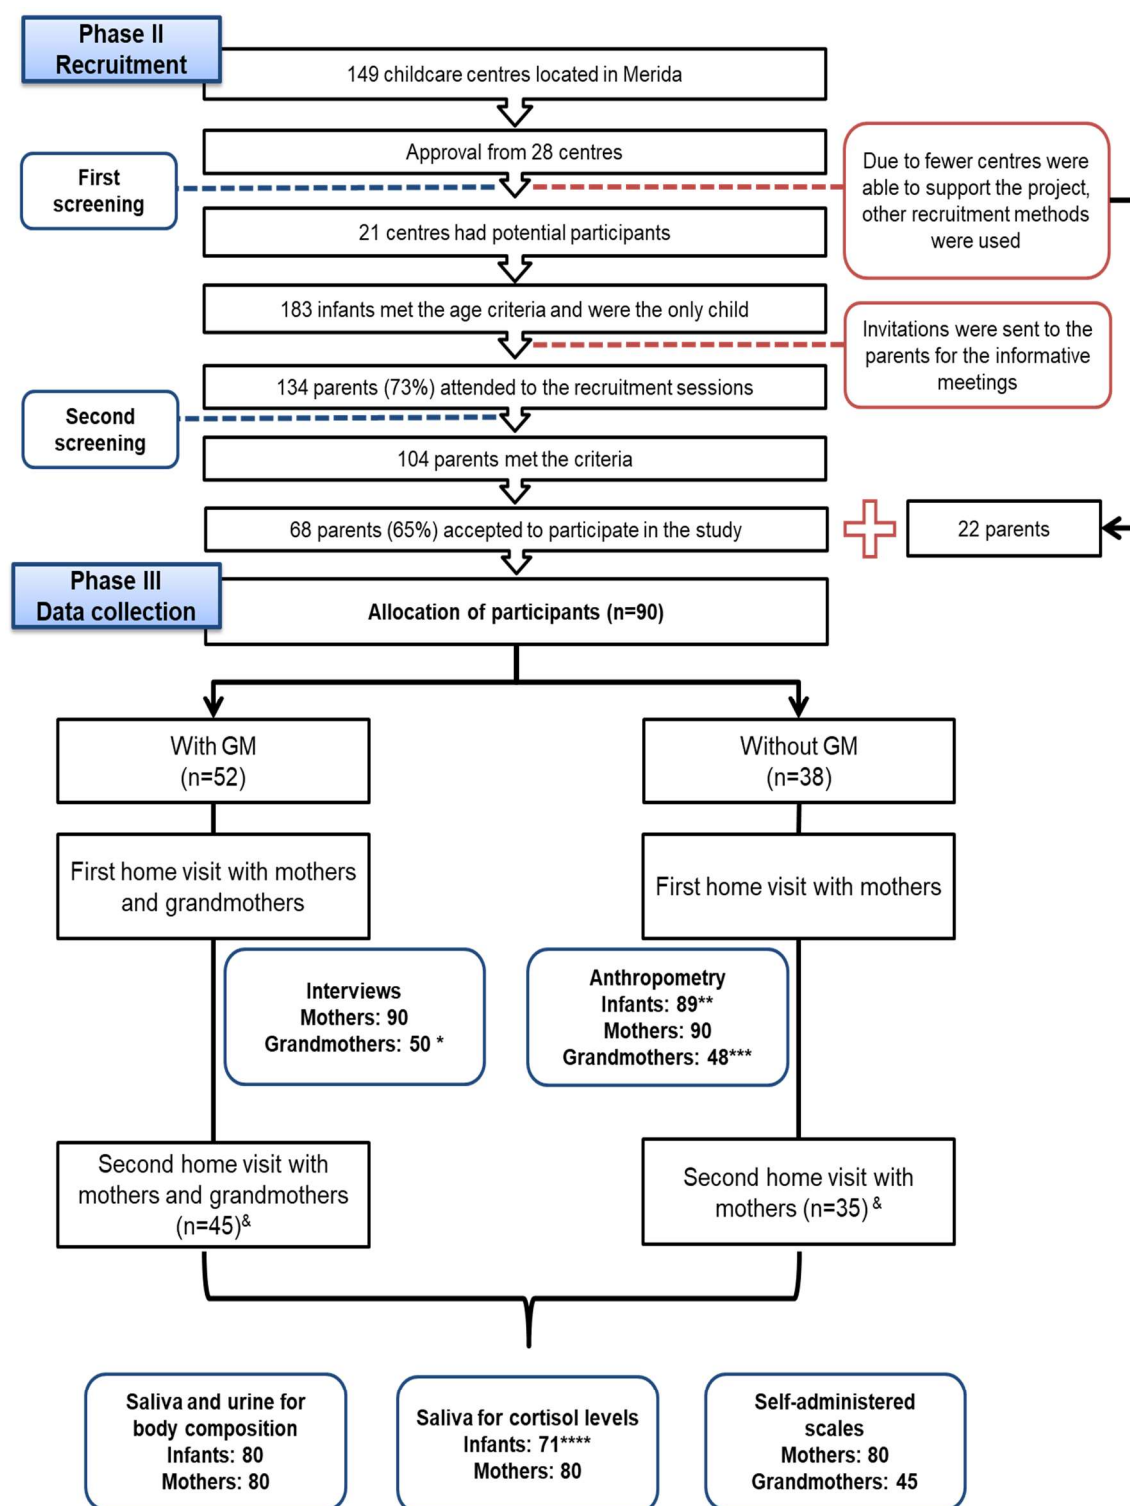 Phase II
Recruitment
149 childcare centres located in Merida
Approval from 28 centres
First
screening
Due to fewer centres were
able to support the project,
other recruitment methods
were used
21 centres had potential participants
183 infants met the age criteria and were the only child
Invitations were sent to the
parents for the informative
meetings
134 parents (73%) attended to the recruitment sessions
Second
screening
104 parents met the criteria
68 parents (65%) accepted to participate in the study
22 parents
Phase III
Data collection
Allocation of participants (n=90)
With GM
(n=52)
Without GM
(n=38)
First home visit with mothers
and grandmothers
First home visit with mothers
Interviews
Mothers: 90
Grandmothers: 50 *
Anthropometry
Infants: 89**
Mothers: 90
Grandmothers: 48***
Second home visit with
mothers and grandmothers
(n=45)&
Second home visit with
mothers (n=35) &
Saliva and urine for
body composition
Infants: 80
Mothers: 80
Saliva for cortisol levels
Infants: 71****
Mothers: 80
Self-administered
scales
Mothers: 80
Grandmothers: 45